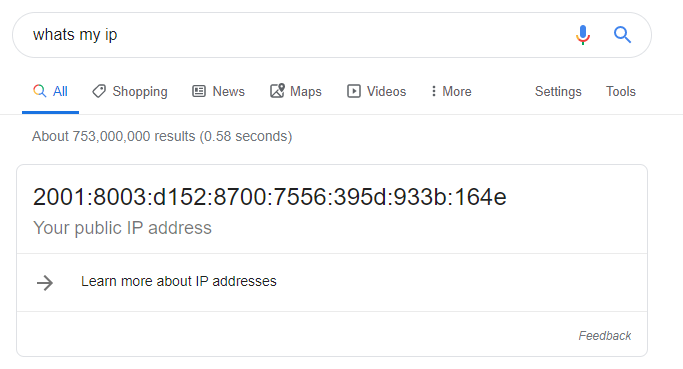 whats my ip
All Shopping News Maps Videos More Settings Tools
About 753,000,000 results (0.58 seconds)
2001:8003:d152:8700:7556:395d:933b:164e
Your public IP address
Learn more about IP addresses
Feedback